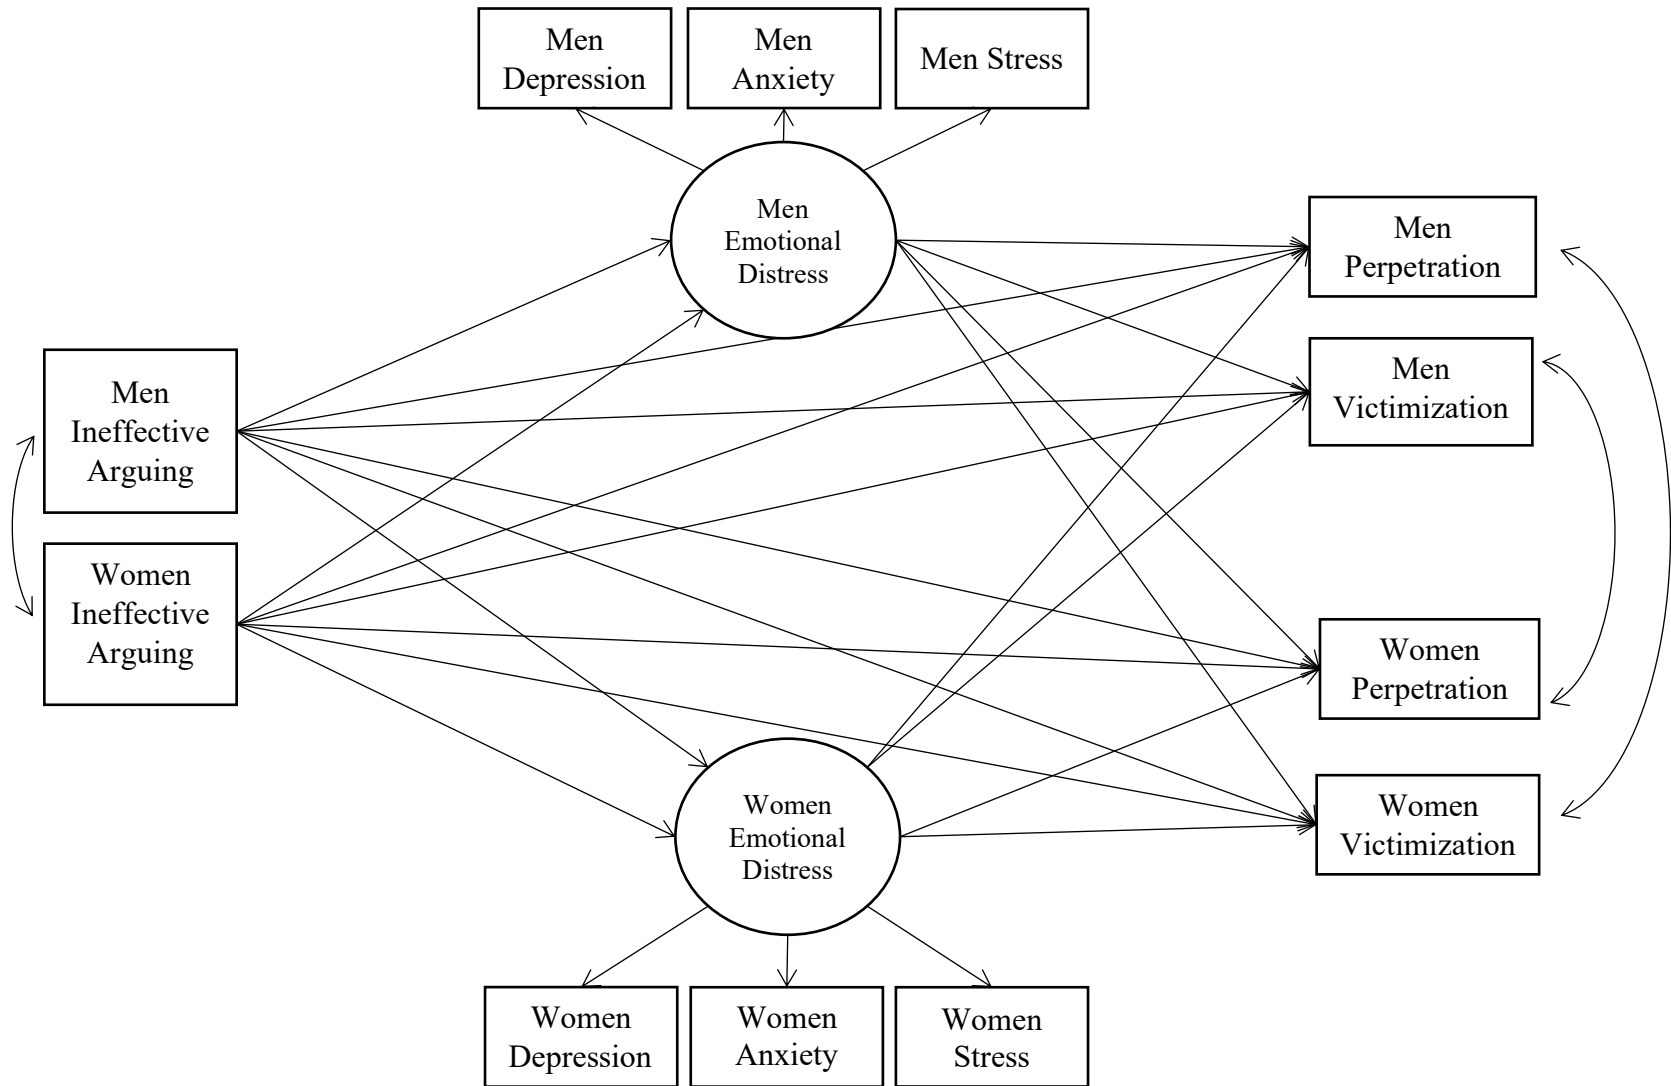 Men
Depression
Men
Anxiety
Men Stress
Men
Emotional
Distress
Men
Perpetration
Men
Victimization
Men
Ineffective
Arguing
Women
Ineffective
Arguing
Women
Perpetration
Women
Victimization
Women
Emotional
Distress
Women
Depression
Women
Anxiety
Women
Stress